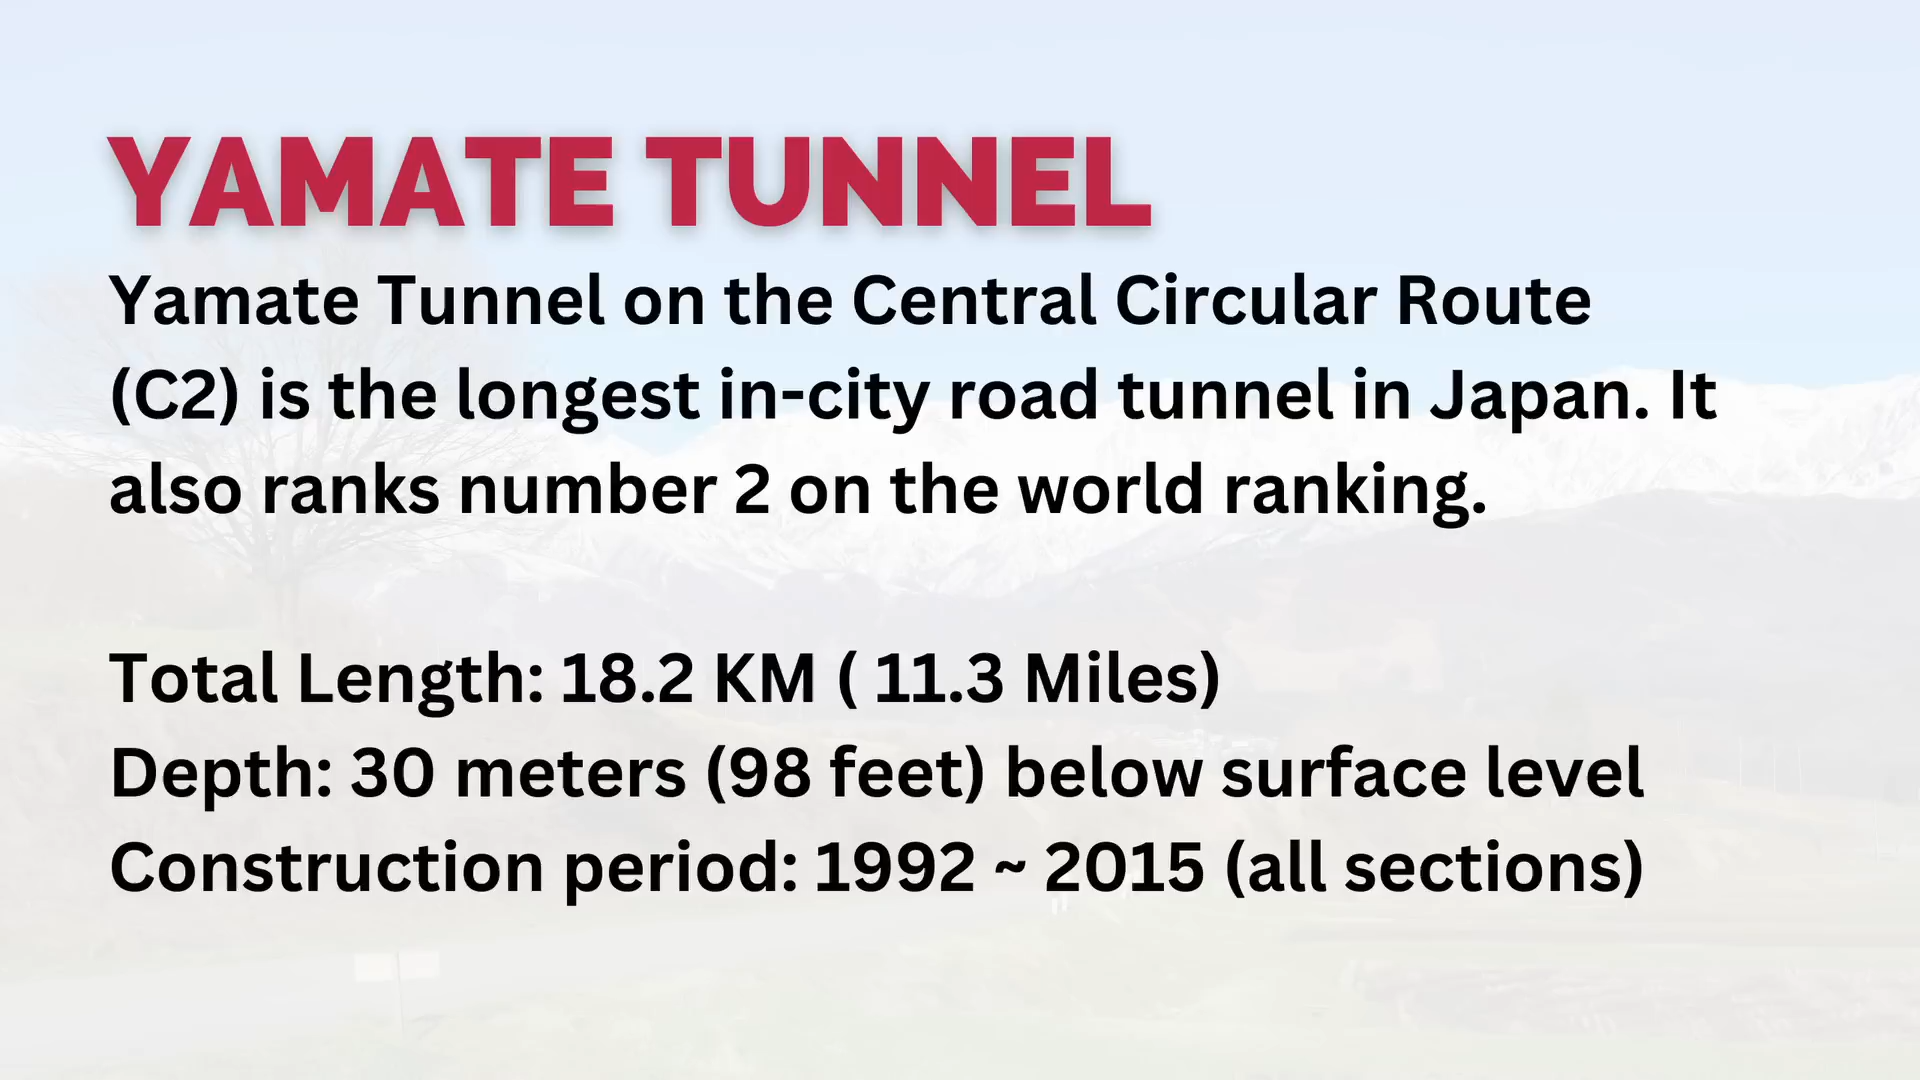 YAMATE TUNNEL
Yamate Tunnel on the Central Circular Route
(C2) is the longest in-city road tunnel in Japan. It
also ranks number 2 on the world ranking.
Total Length: 18.2 KM ( 11.3 Miles)
Depth: 30 meters (98 feet) below surface level
Construction period: 1992 ~ 2015 (all sections)